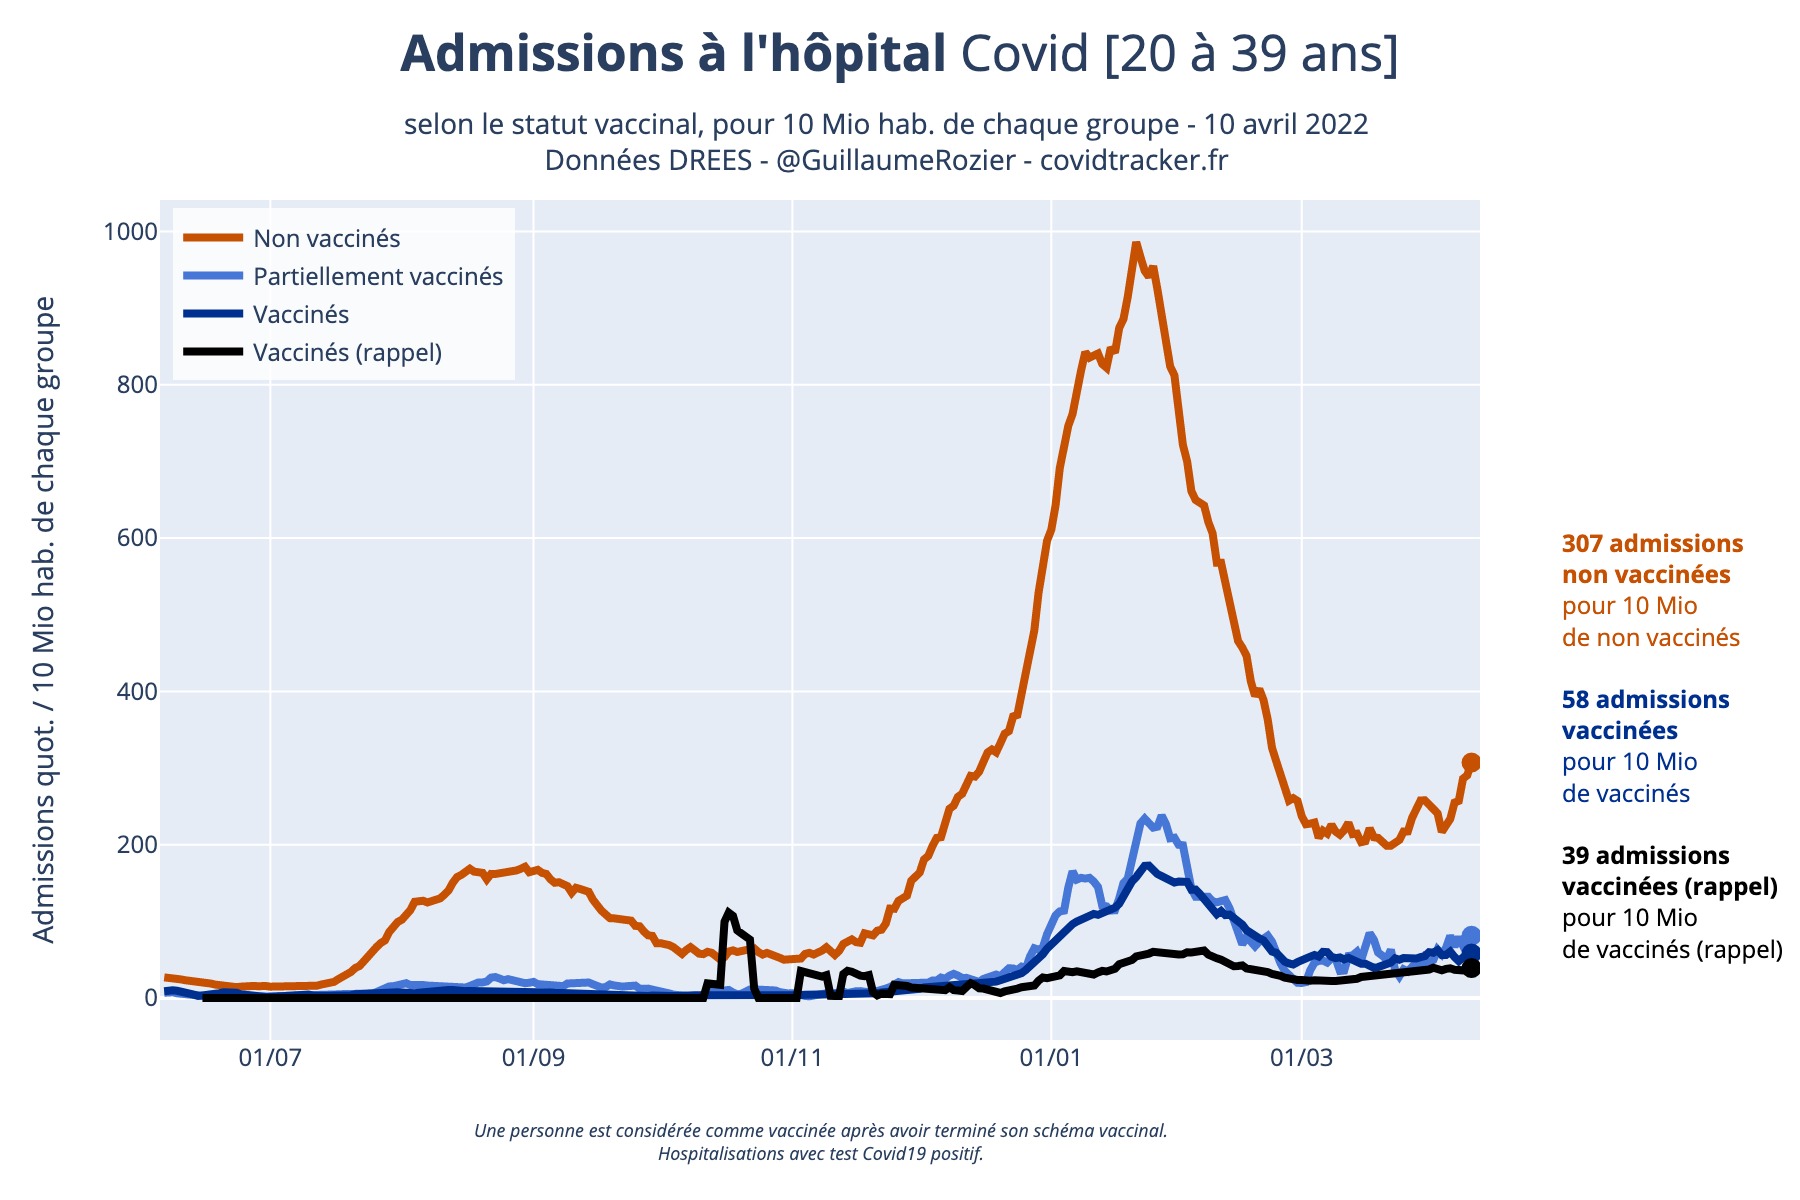 Admissions à l'hôpital Covid [20 à 39 ans]
selon le statut vaccinal, pour 10 Mio hab. de chaque groupe - 10 avril 2022
Données DREES - @GuillaumeRozier - covidtracker.fr
Admissions quot. / 10 Mio hab. de chaque groupe
1000
800
600
400
200
0
Non vaccinés
Partiellement vaccinés
Vaccinés
Vaccinés (rappel)
01/07
01/09
01/11
01/01
01/03
307 admissions
non vaccinées
pour 10 Mio
de non vaccinés
58 admissions
vaccinées
pour 10 Mio
de vaccinés
39 admissions
vaccinées (rappel)
pour 10 Mio
de vaccinés (rappel)
Une personne est considérée comme vaccinée après avoir terminé son schéma vaccinal.
Hospitalisations avec test Covid19 positif.